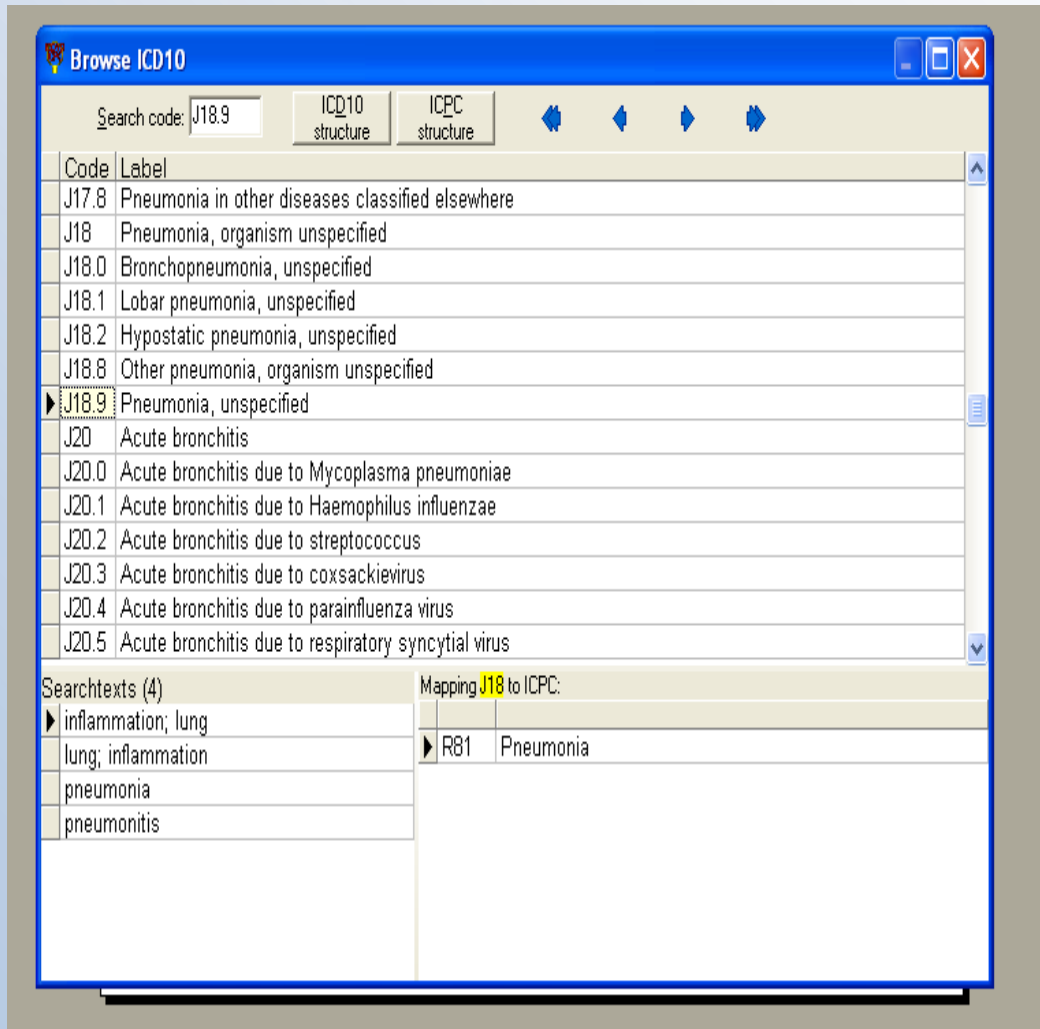 Browse ICD10
Search code: J18.9 ICD10 structure ICPC structure
Code Label
J17.8 Pneumonia in other diseases classified elsewhere
J18 Pneumonia, organism unspecified
J18.0 Bronchopneumonia, unspecified
J18.1 Lobar pneumonia, unspecified
J18.2 Hypostatic pneumonia, unspecified
J18.8 Other pneumonia, organism unspecified
J18.9 Pneumonia, unspecified
J20 Acute bronchitis
J20.0 Acute bronchitis due to Mycoplasma pneumoniae
J20.1 Acute bronchitis due to Haemophilus influenzae
J20.2 Acute bronchitis due to streptococcus
J20.3 Acute bronchitis due to coxsackievirus
J20.4 Acute bronchitis due to parainfluenza virus
J20.5 Acute bronchitis due to respiratory syncytial virus
Searchtexts (4)
inflammation; lung
lung; inflammation
pneumonia
pneumonitis
Mapping J18 to ICPC:
R81 Pneumonia